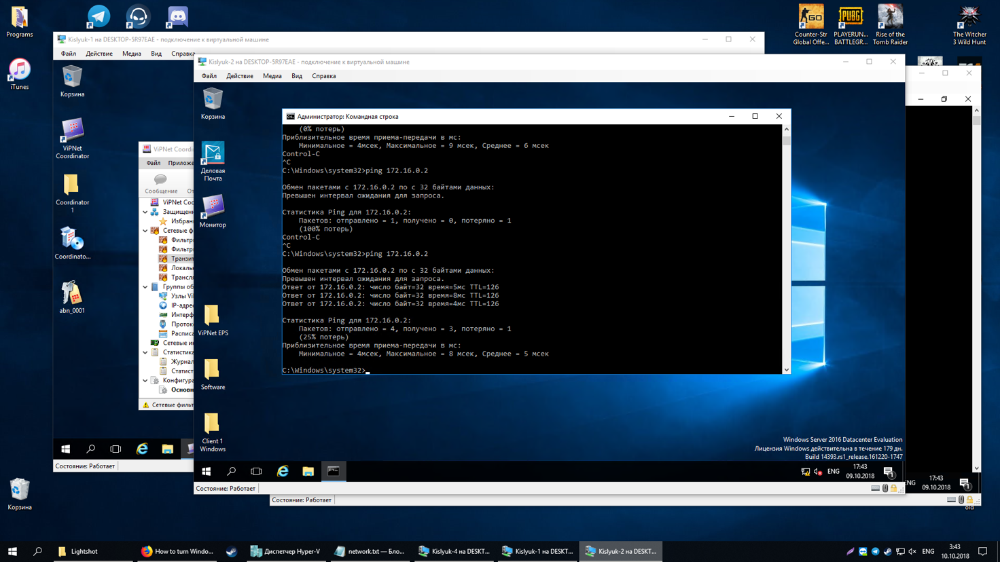 Programs
iTunes
Counter-Str
Global Offe...
PLAYERUN...
BATTLEGR...
Rise of the
Tomb Raider
The Witcher
3 Wild Hunt
Kislyuk-1 на DESKTOP-5R97EAE - подключение к виртуальной машине
Файл Действие Медиа Вид Справка
Корзина
ViPNet
Coordinator
Coordinator
1
Coordinato...
abn_0001
ViPNet Coordi
Файл Приложе
Сообщение От
ViPNet Coo
Защищенн
Избран
Сетевые ф
Фильтр
Фильтр
Транзит
Локаль
Трансля
Группы об
Узлы Vi
IP-адре
Интерф
Проток
Расписа
Сетевые ин
Статистика
Журнал
Статист
Конфигура
Основн
Сетевые фильт
Состояние: Работает
Kislyuk-2 на DESKTOP-5R97EAE - подключение к виртуальной машине
Файл Действие Медиа Вид Справка
Корзина
Деловая
Почта
Монитор
ViPNet EPS
Software
Client 1
Windows
Администратор: Командная строка
(0% потерь)
Приблизительное время приема-передачи в мс:
Минимальное = 4мсек, Максимальное = 9 мсек, Среднее = 6 мсек
Control-C
^C
C:\Windows\system32>ping 172.16.0.2
Обмен пакетами с 172.16.0.2 по с 32 байтами данных:
Превышен интервал ожидания для запроса.
Статистика Ping для 172.16.0.2:
Пакетов: отправлено = 1, получено = 0, потеряно = 1
(100% потерь)
Control-C
^C
C:\Windows\system32>ping 172.16.0.2
Обмен пакетами с 172.16.0.2 по с 32 байтами данных:
Превышен интервал ожидания для запроса.
Ответ от 172.16.0.2: число байт=32 время=5мс TTL=126
Ответ от 172.16.0.2: число байт=32 время=8мс TTL=126
Ответ от 172.16.0.2: число байт=32 время=4мс TTL=126
Статистика Ping для 172.16.0.2:
Пакетов: отправлено = 4, получено = 3, потеряно = 1
(25% потерь)
Приблизительное время приема-передачи в мс:
Минимальное = 4мсек, Максимальное = 8 мсек, Среднее = 5 мсек
C:\Windows\system32>
Windows Server 2016 Datacenter Evaluation
Лицензия Windows действительна в течение 179 дн.
Build 14393.rs1_release.161220-1747
ENG
17:43
09.10.2018
1
Состояние: Работает
NG
17:43
09.10.2018
1
Состояние: Работает
old
Корзина
Lightshot
How to turn Windo...
Диспетчер Hyper-V
network.txt — Бло...
Kislyuk-4 на DESKT...
Kislyuk-1 на DESKT...
Kislyuk-2 на DESKT...
ENG
3:43
10.10.2018